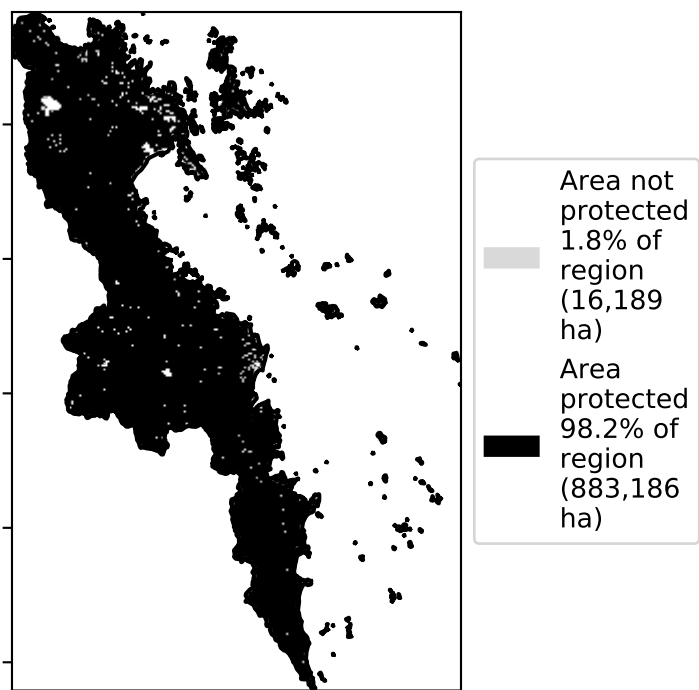 Area not
protected
1.8% of
region
(16,189
ha)
Area
protected
98.2% of
region
(883,186
ha)